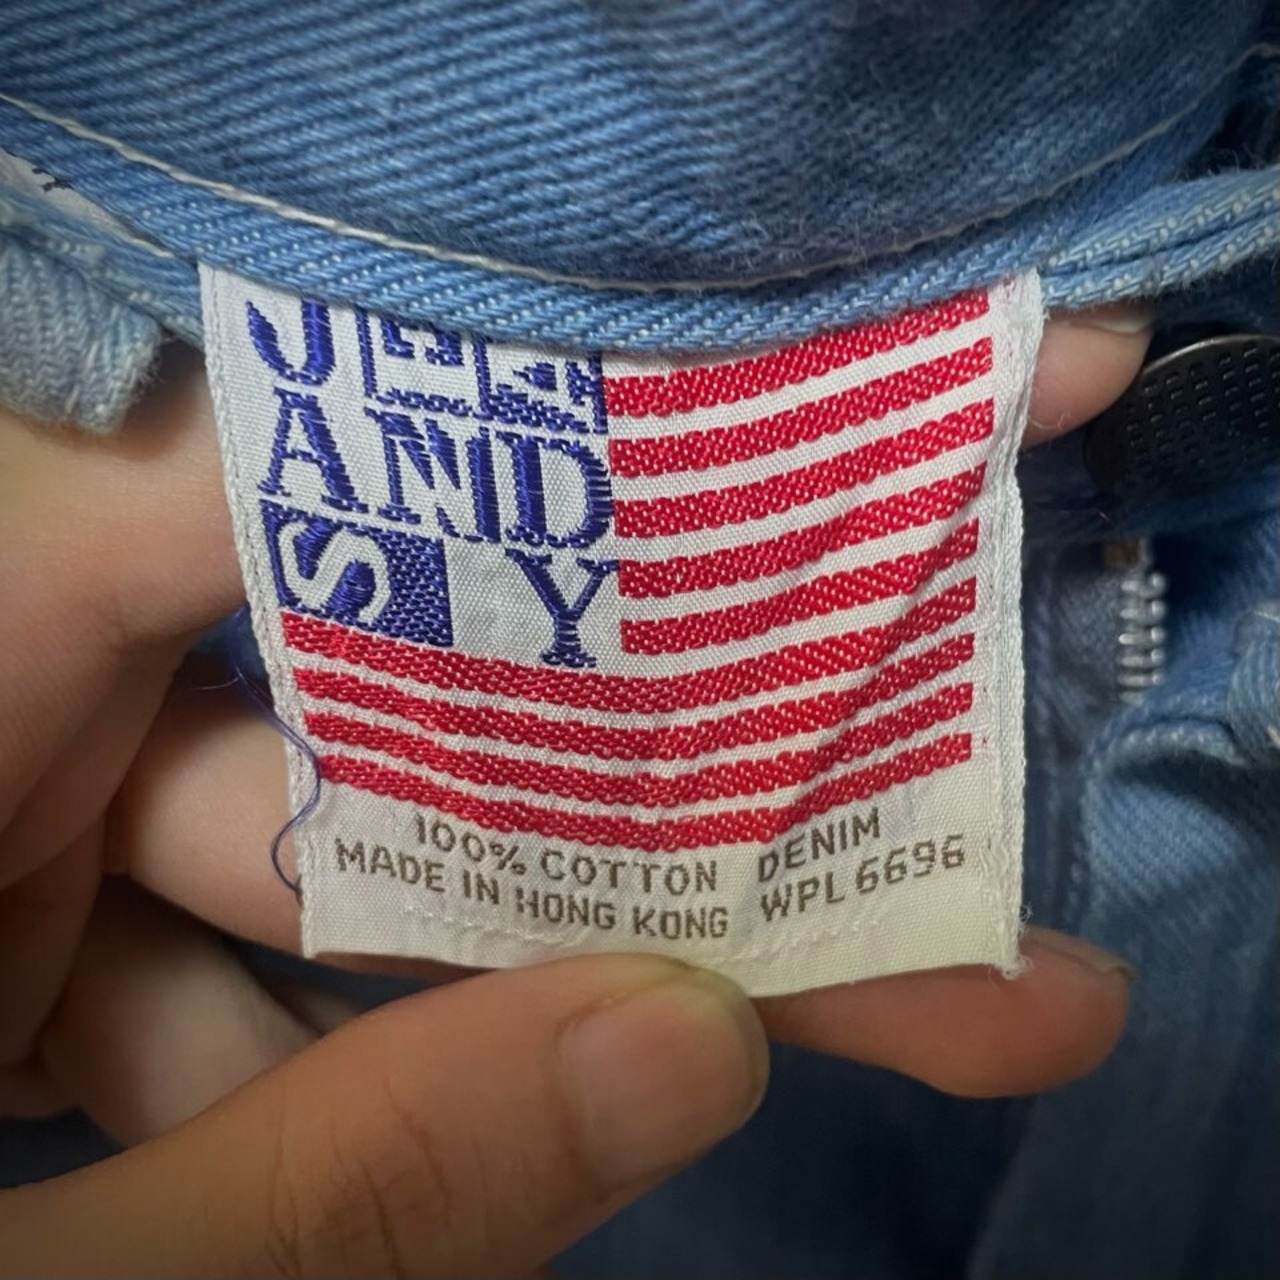 AND
S Y
100% COTTON DENIM
MADE IN HONG KONG WPL 6696